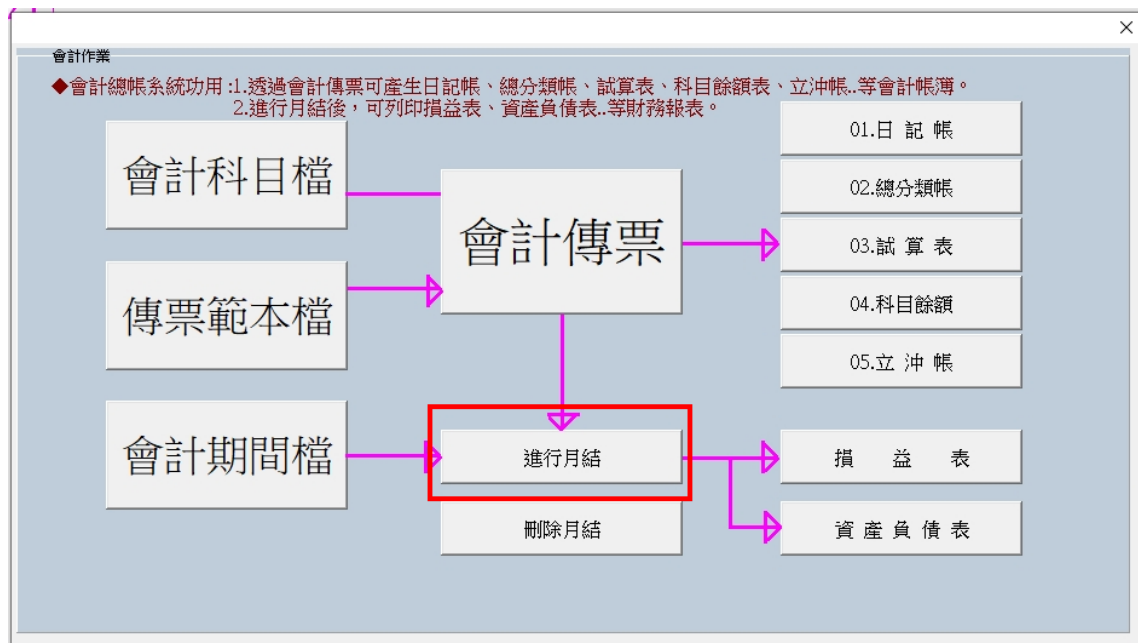 會計作業
◆會計總帳系統功用:1.透過會計傳票可產生日記帳、總分類帳、試算表、科目餘額表、立沖帳..等會計帳簿。
2.進行月結後，可列印損益表、資產負債表..等財務報表。
會計科目檔
傳票範本檔
會計期間檔
會計傳票
進行月結
刪除月結
01.日 記 帳
02.總分類帳
03.試 算 表
04.科目餘額
05.立 沖 帳
損 益 表
資 產 負 債 表